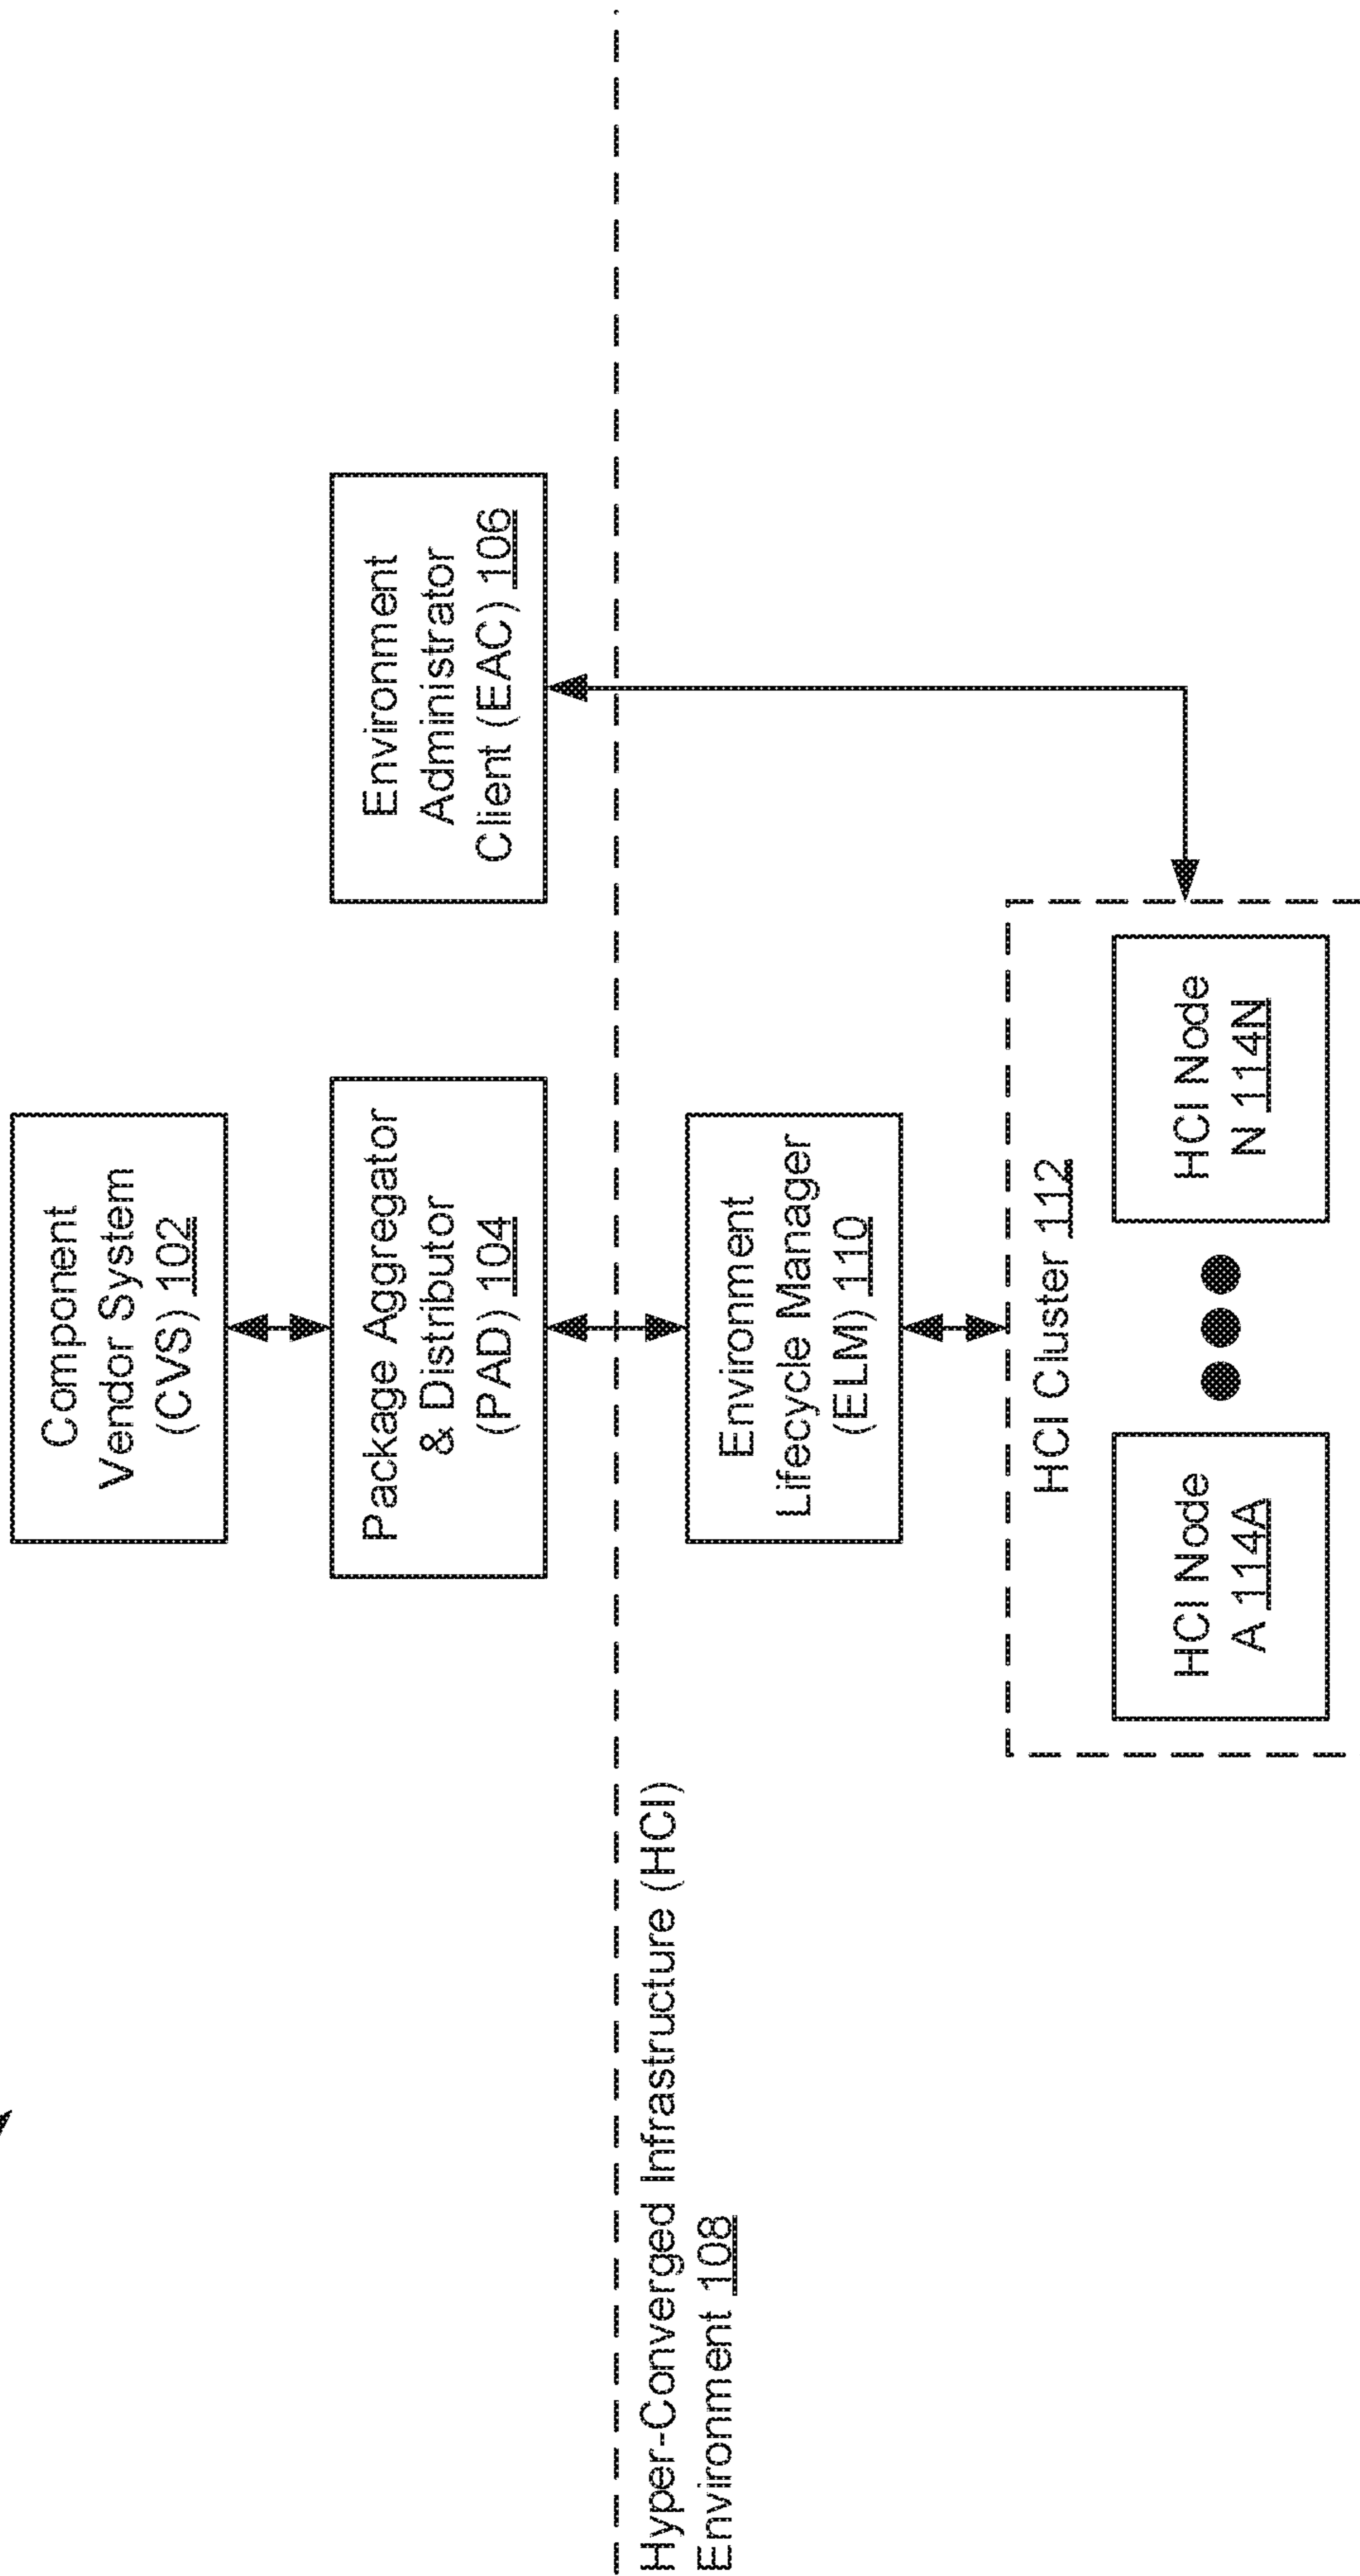 Component
Vendor System
(CVS) 102
Package Aggregator
& Distributor
(PAD) 104
Environment
Administrator
Client (EAC) 106
Hyper-Converged Infrastructure (HCI)
Environment 108
Environment
Lifecycle Manager
(ELM) 110
HCI Cluster 112
HCI Node
A 114A
HCI Node
N 114N